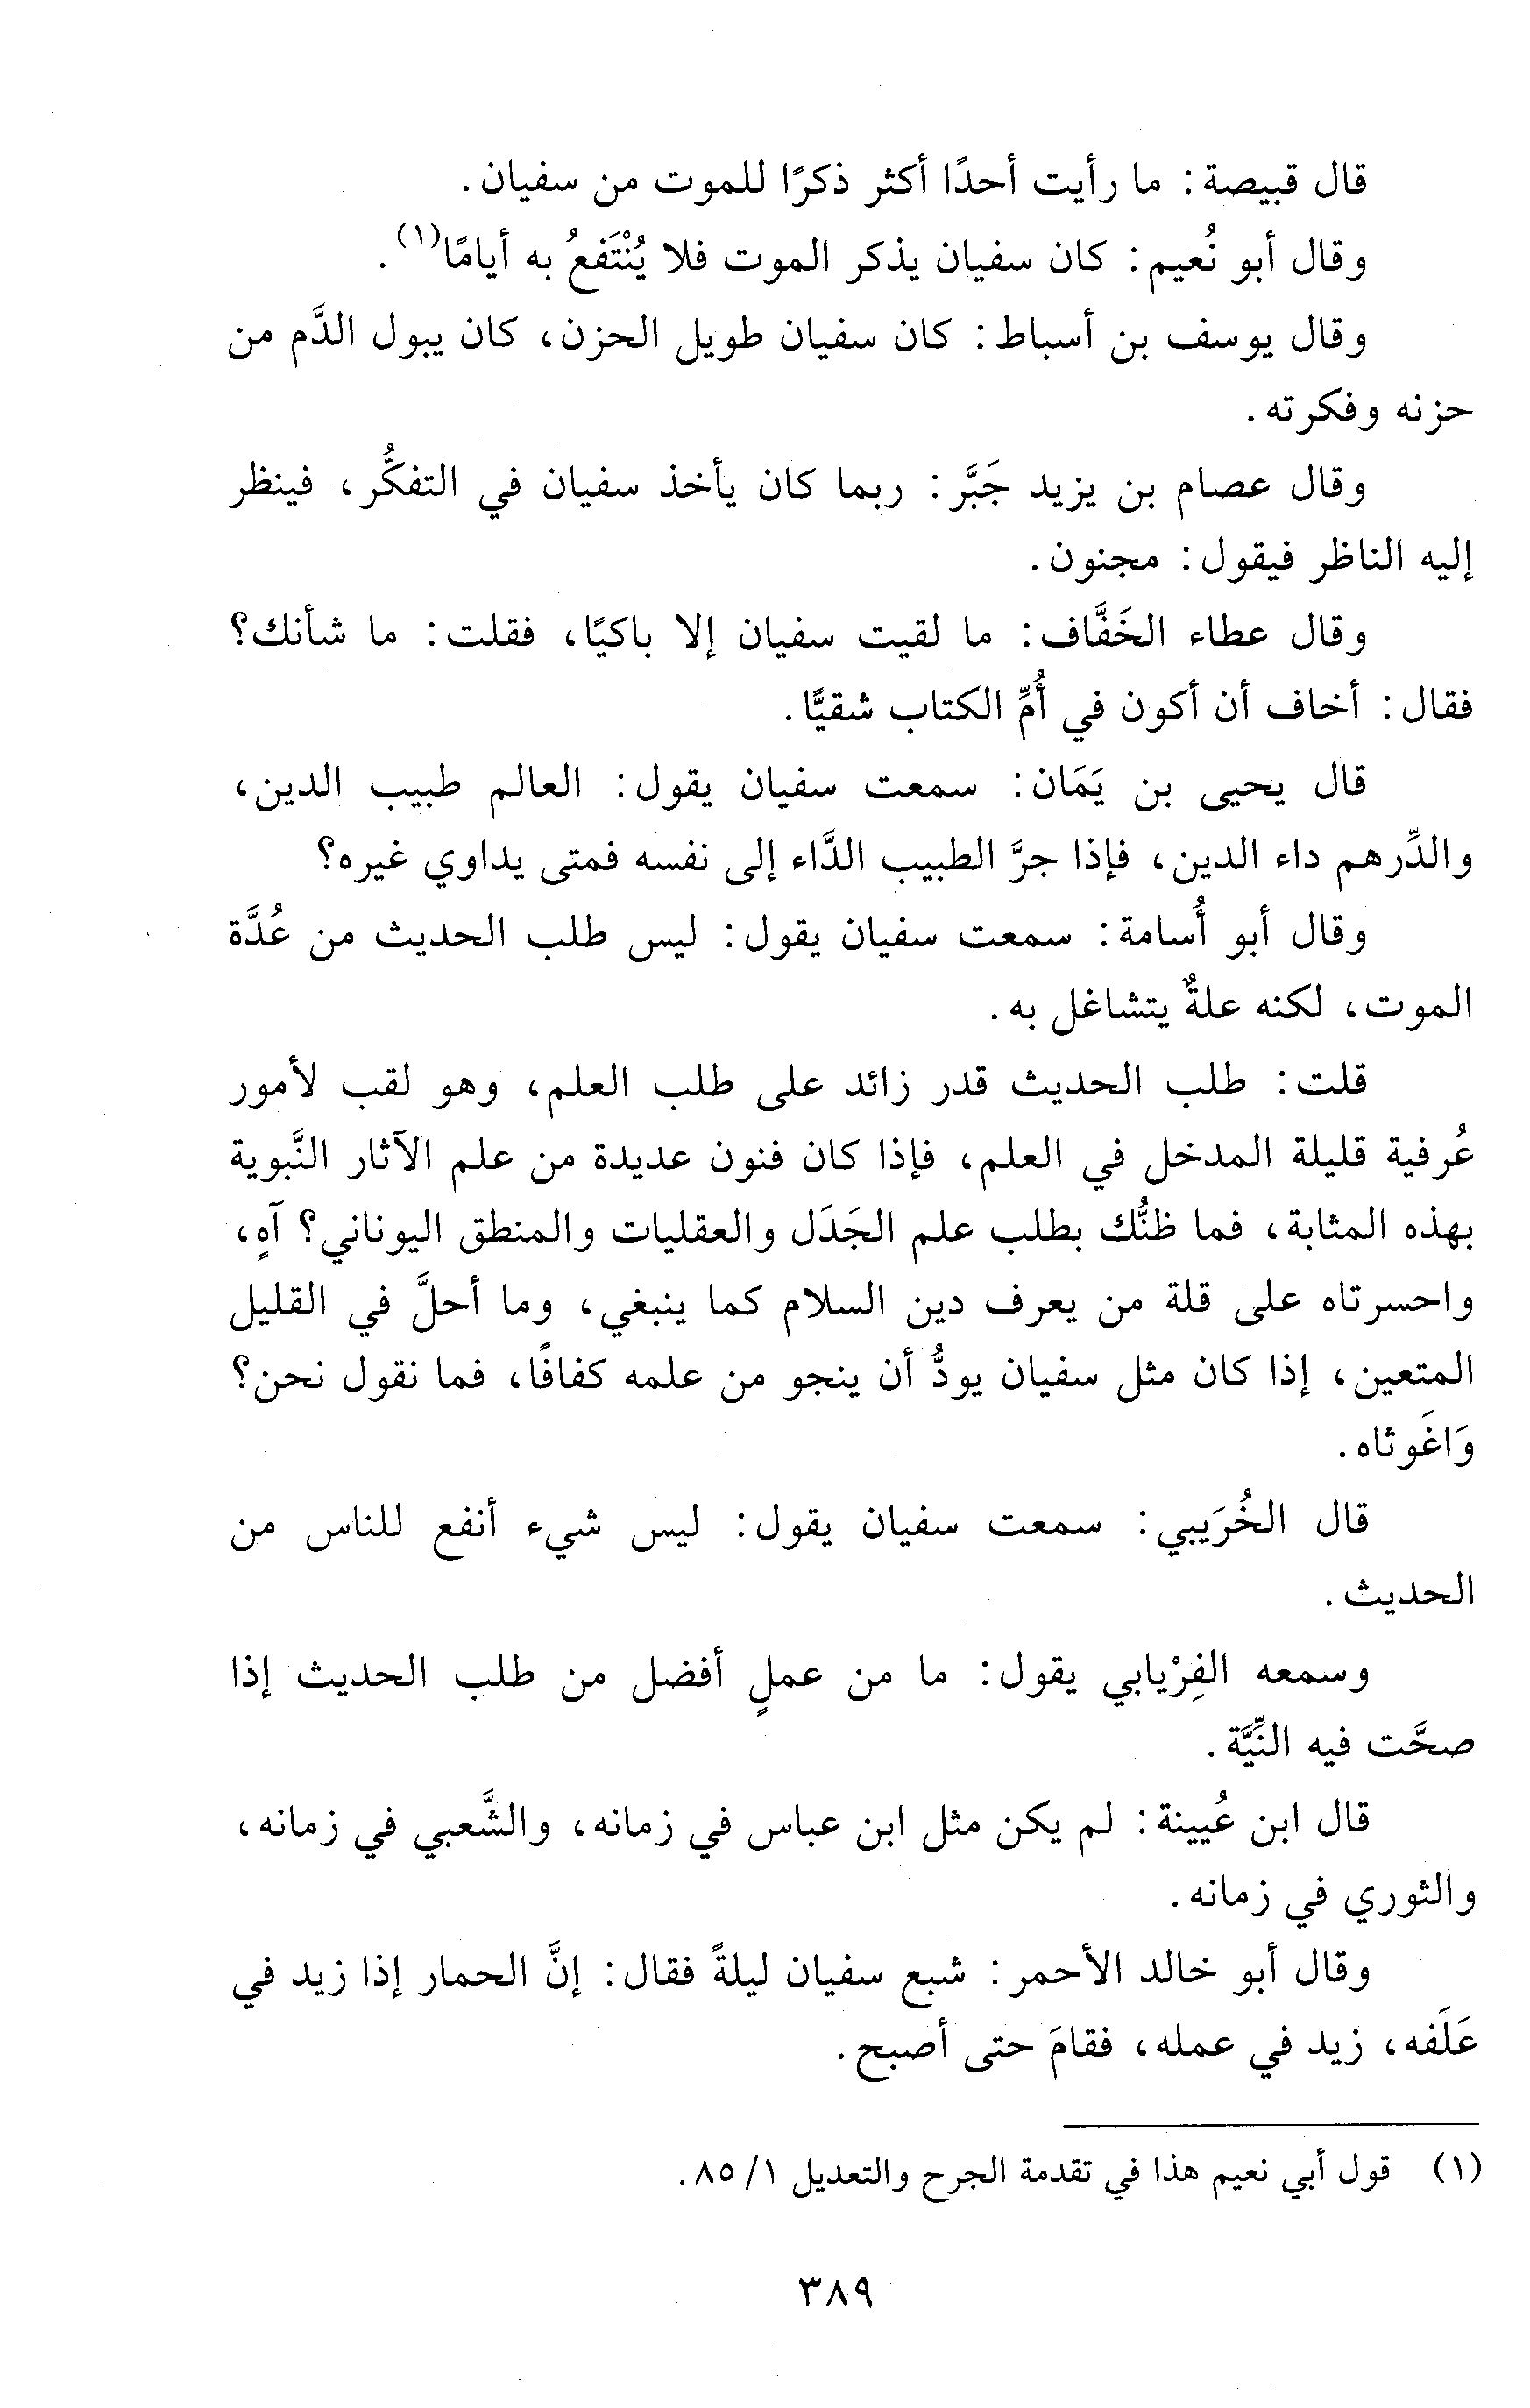 قال قبيصة: ما رأيت أحدًا أكثر ذكرًا للموت من سفيان.
وقال أبو نُعيم: كان سفيان يذكر الموت فلا يُنْتَفعُ به أيامًا(١).
وقال يوسف بن أسباط: كان سفيان طويل الحزن، كان يبول الدَّم من
حزنه وفكرته.
وقال عصام بن يزيد جَبَّر: ربما كان يأخذ سفيان في التفكُّر، فينظر
إليه الناظر فيقول: مجنون.
وقال عطاء الخَفَّاف: ما لقيت سفيان إلا باكيًا، فقلت: ما شأنك؟
فقال: أخاف أن أكون في أُمِّ الكتاب شقيًّا.
قال يحيى بن يَمَان: سمعت سفيان يقول: العالم طبيب الدين،
والدِّرهم داء الدين، فإذا جرَّ الطبيب الدَّاء إلى نفسه فمتى يداوي غيره؟
وقال أبو أُسامة: سمعت سفيان يقول: ليس طلب الحديث من عُدَّة
الموت، لكنه علةٌ يتشاغل به.
قلت: طلب الحديث قدر زائد على طلب العلم، وهو لقب لأمور
عُرفية قليلة المدخل في العلم، فإذا كان فنون عديدة من علم الآثار النَّبوية
بهذه المثابة، فما ظنُّك بطلب علم الجَدَل والعقليات والمنطق اليوناني؟ آهٍ،
واحسرتاه على قلة من يعرف دين السلام كما ينبغي، وما أحلَّ في القليل
المتعين، إذا كان مثل سفيان يودُّ أن ينجو من علمه كفافًا، فما نقول نحن؟
وَاغَوثاه.
قال الخُرَيبي: سمعت سفيان يقول: ليس شيء أنفع للناس من
الحديث.
وسمعه الفِرْيابي يقول: ما من عملٍ أفضل من طلب الحديث إذا
صحَّت فيه النِّيَّة.
قال ابن عُيينة: لم يكن مثل ابن عباس في زمانه، والشَّعبي في زمانه،
والثوري في زمانه.
وقال أبو خالد الأحمر: شبع سفيان ليلةً فقال: إنَّ الحمار إذا زيد في
عَلَفه، زيد في عمله، فقامَ حتى أصبح.
(١) قول أبي نعيم هذا في تقدمة الجرح والتعديل ١/ ٨٥.
٣٨٩